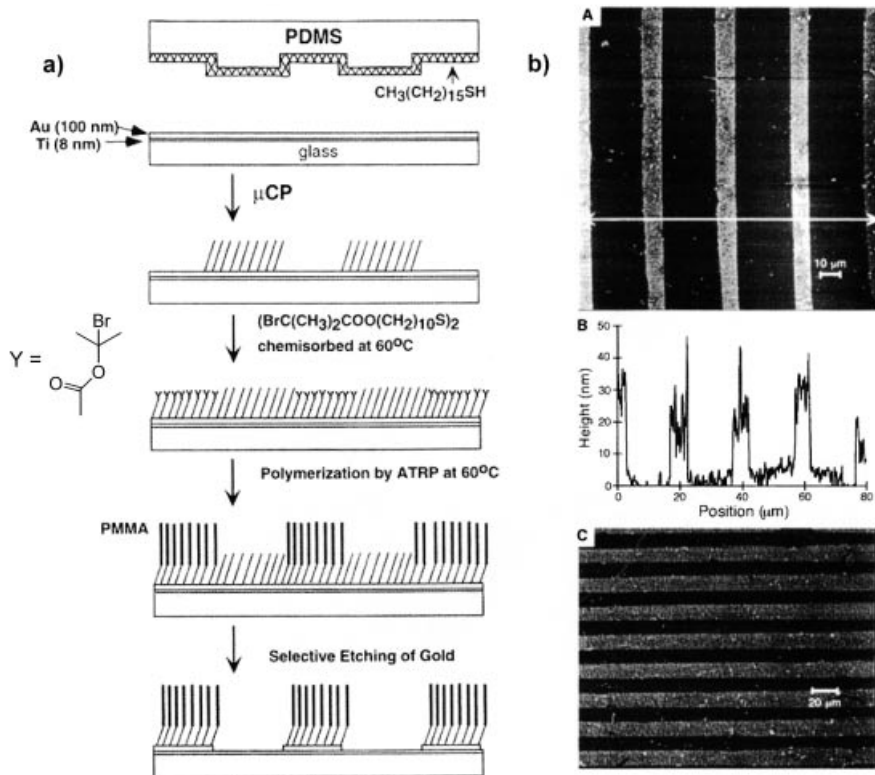 a)
PDMS
CH3(CH2)15SH
Au (100 nm)
Ti (8 nm)
glass
μCP
(BrC(CH3)2COO(CH2)10S)2
chemisorbed at 60°C
Y =
Br
O
O
Polymerization by ATRP at 60°C
PMMA
Selective Etching of Gold
b)
A
10 μm
B
50
40
30
20
10
0
Height (nm)
0
20
40
60
80
Position (μm)
C
20 μm